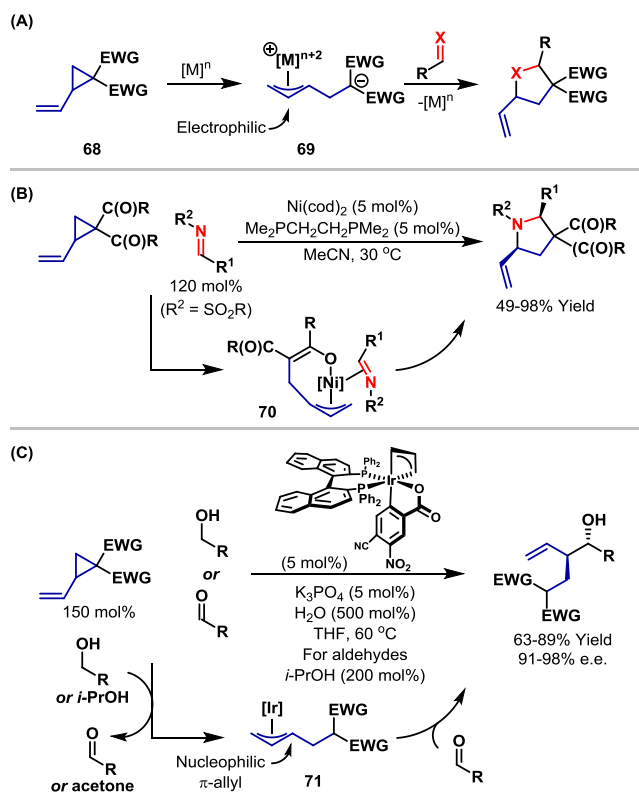 (A)
EWG
EWG
68
[M]ⁿ
⊕
[M]ⁿ⁺²
EWG
⊖
EWG
Electrophilic
69
X
R
-[M]ⁿ
R
X
EWG
EWG
(B)
C(O)R
C(O)R
R²
N
R¹
120 mol%
(R² = SO₂R)
Ni(cod)₂ (5 mol%)
Me₂PCH₂CH₂PMe₂ (5 mol%)
MeCN, 30 °C
R²
N
R¹
C(O)R
(C(O)R
49-98% Yield
R
R(O)C
O
[Ni]
R¹
N
R²
70
(C)
EWG
EWG
150 mol%
OH
R
or
O
R
Ph₂
P
P
Ph₂
Ir
O
O
NC
NO₂
(5 mol%)
K₃PO₄ (5 mol%)
H₂O (500 mol%)
THF, 60 °C
For aldehydes
i-PrOH (200 mol%)
OH
R
EWG
EWG
63-89% Yield
91-98% e.e.
OH
R
or i-PrOH
O
R
or acetone
[Ir]
EWG
EWG
Nucleophilic
π-allyl
71
O
R